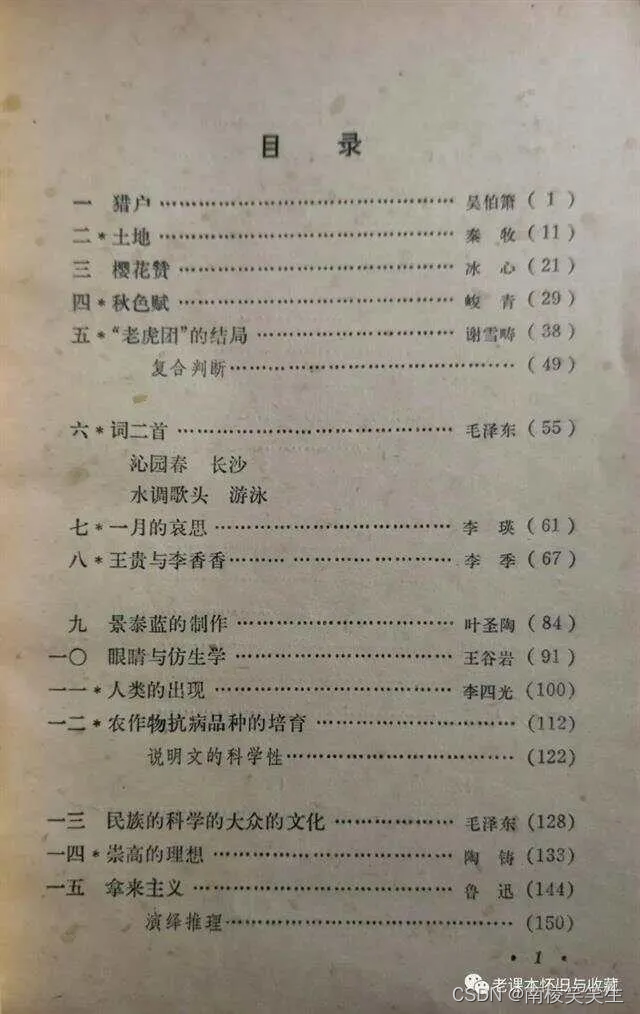 目 录
一 猎户 …………………………… 吴伯箫 (1)
二 * 土地 …………………………… 秦 牧 (11)
三 樱花赞 …………………………… 冰 心 (21)
四 * 秋色赋 …………………………… 峻 青 (29)
五 * “老虎团”的结局 …………………… 谢雪畴 (38)
复合判断 …………………………… (49)
六 * 词二首 …………………………… 毛泽东 (55)
沁园春 长沙
水调歌头 游泳
七 * 一月的哀思 …………………… 李 瑛 (61)
八 * 王贵与李香香 …………………… 李 季 (67)
九 景泰蓝的制作 …………………… 叶圣陶 (84)
一〇 眼睛与仿生学 …………………… 王谷岩 (91)
一一 * 人类的出现 …………………… 李四光 (100)
一二 * 农作物抗病品种的培育 …………………… (112)
说明文的科学性 …………………… (122)
一三 民族的科学的大众的文化 …………… 毛泽东 (128)
一四 * 崇高的理想 …………………… 陶 铸 (133)
一五 拿来主义 …………………… 鲁 迅 (144)
演绎推理 …………………………… (150)
· 1 ·
老课本怀旧与收藏
CSDN @南棱笑笑生